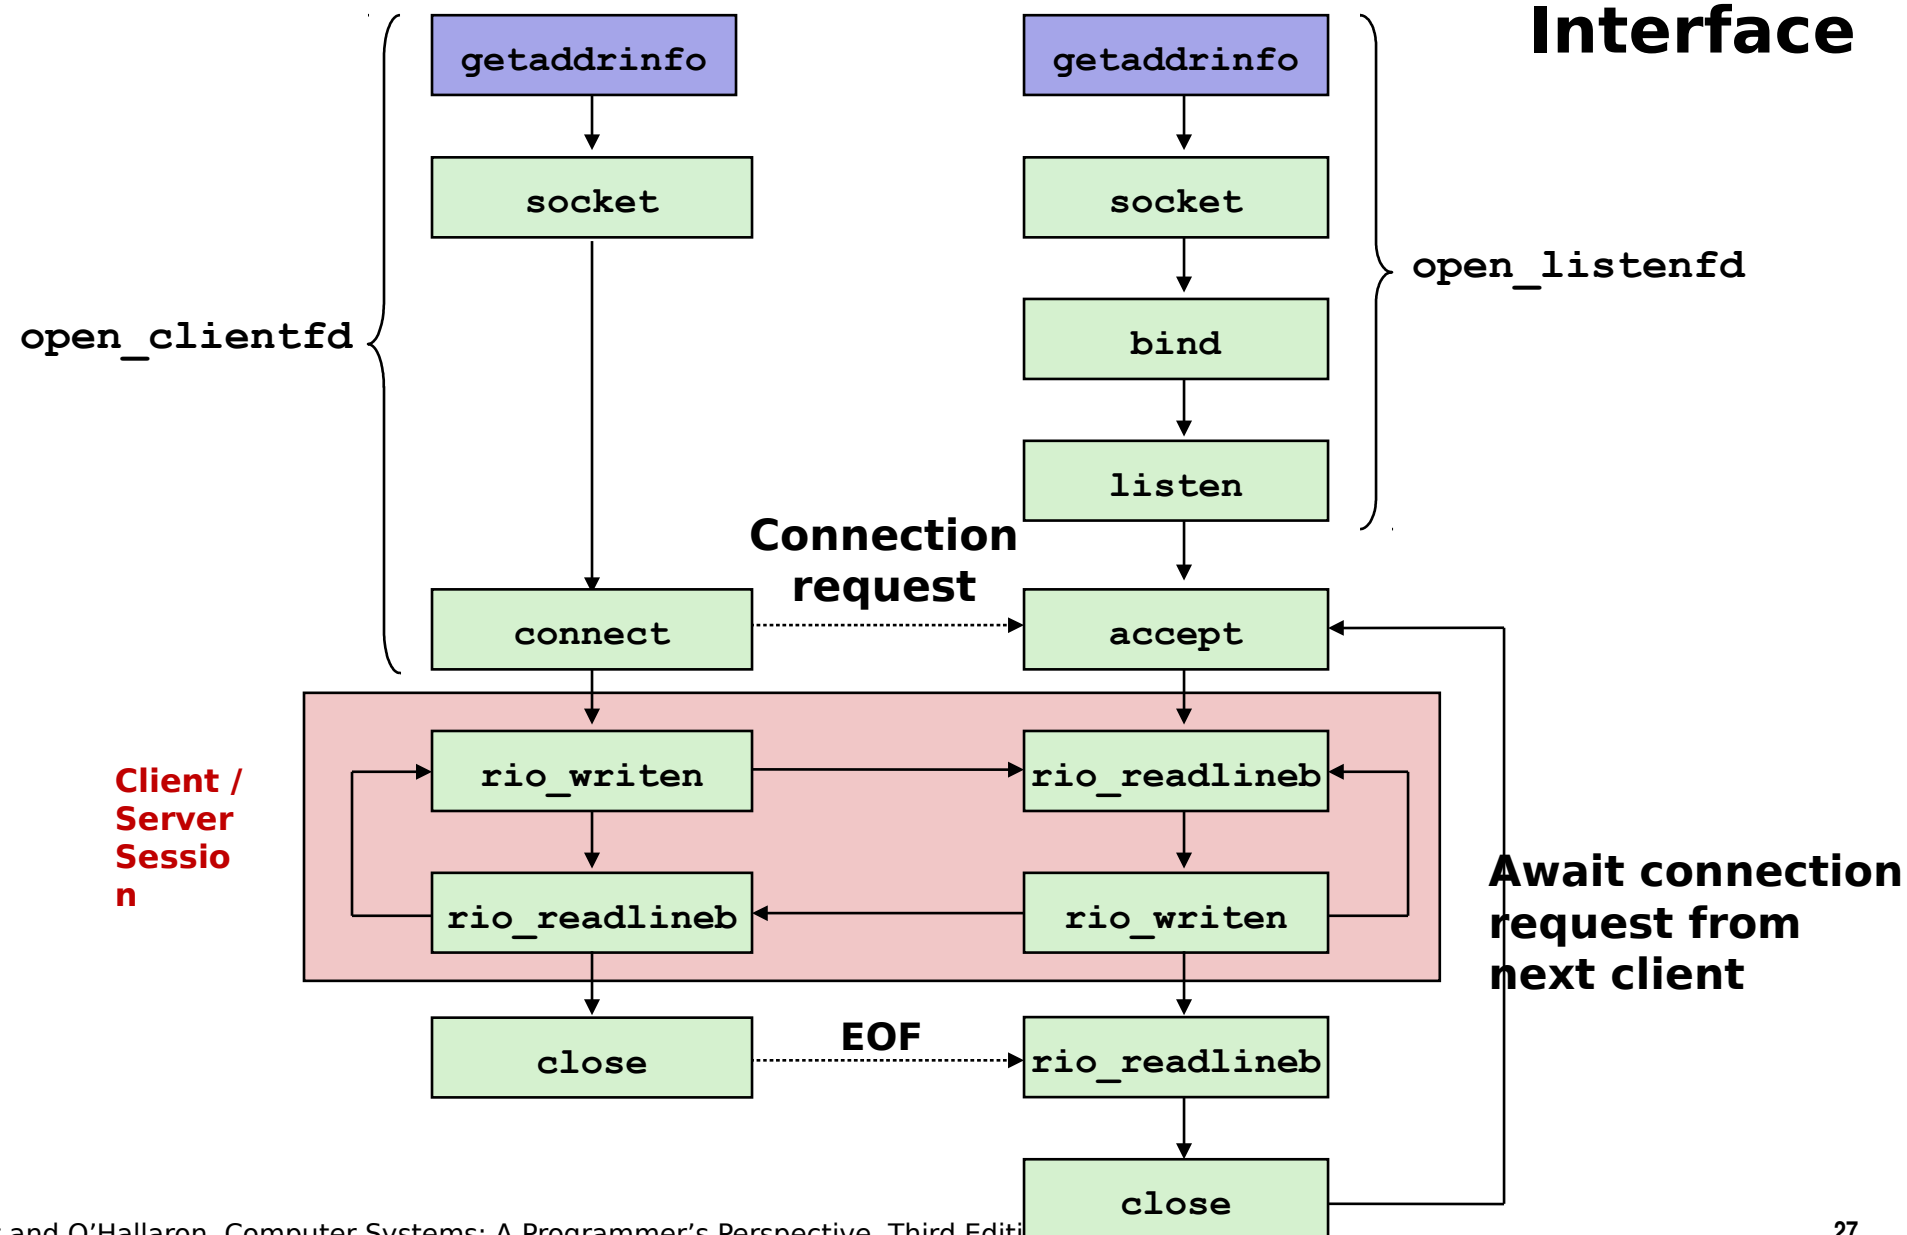 Interface
getaddrinfo
getaddrinfo
socket
socket
open_listenfd
bind
open_clientfd
listen
Connection
request
connect
accept
rio_writen
rio_readlineb
Client /
Server
Sessio
n
rio_readlineb
rio_writen
Await connection
request from
next client
close
EOF
rio_readlineb
close
and O’Hallaron, Computer Systems: A Programmer’s Perspective, Third Editi
27